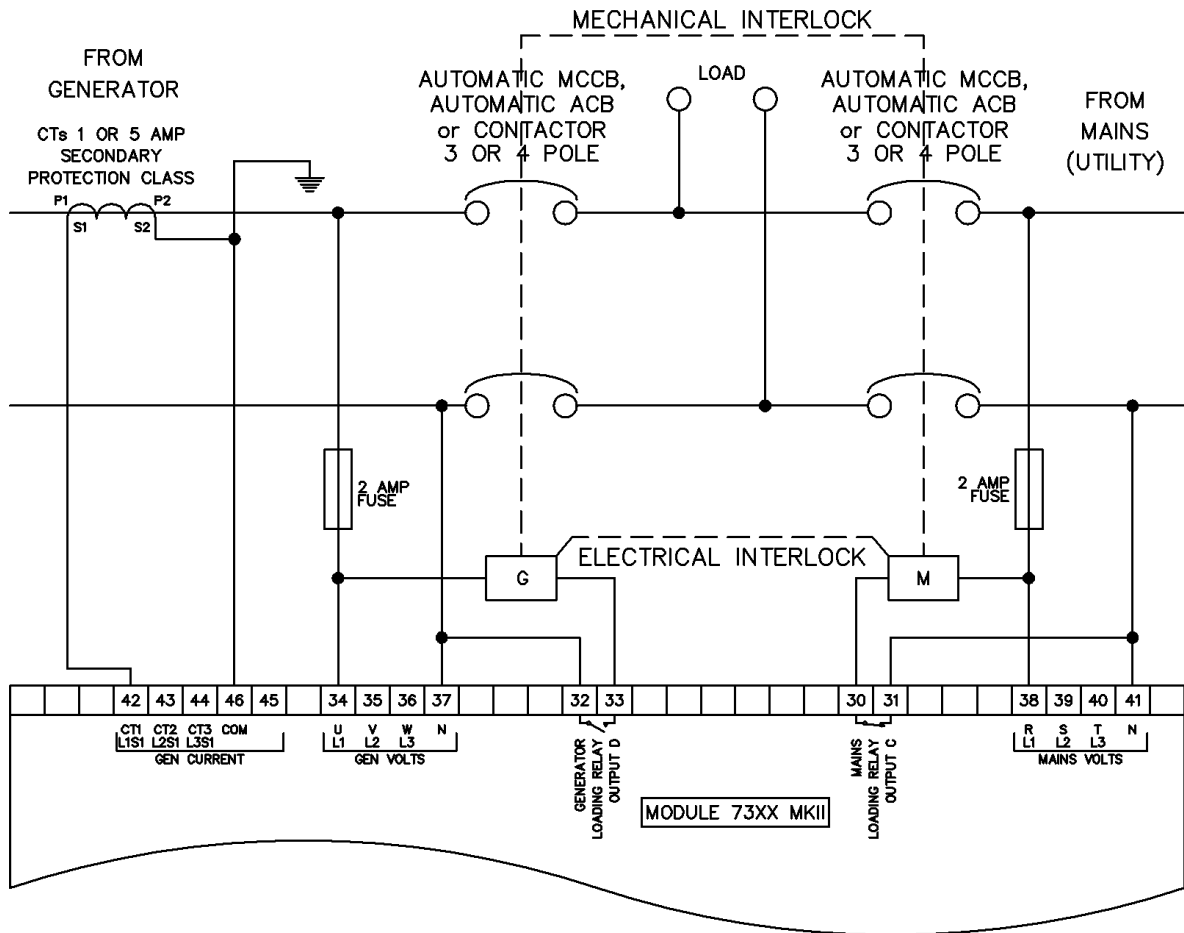 MECHANICAL INTERLOCK
FROM
GENERATOR
CTs 1 OR 5 AMP
SECONDARY
PROTECTION CLASS
P1
P2
S1
S2
AUTOMATIC MCCB,
AUTOMATIC ACB
or CONTACTOR
3 OR 4 POLE
LOAD
AUTOMATIC MCCB,
AUTOMATIC ACB
or CONTACTOR
3 OR 4 POLE
FROM
MAINS
(UTILITY)
2 AMP
FUSE
2 AMP
FUSE
ELECTRICAL INTERLOCK
G
M
42 43 44 46 45 34 35 36 37 32 33 30 31 38 39 40 41
CT1 CT2 CT3 COM
L1S1 L2S1 L3S1
GEN CURRENT
U V W N
L1 L2 L3
GEN VOLTS
GENERATOR
LOADING RELAY
OUTPUT D
MAINS
LOADING RELAY
OUTPUT C
R S T N
L1 L2 L3
MAINS VOLTS
MODULE 73XX MKII